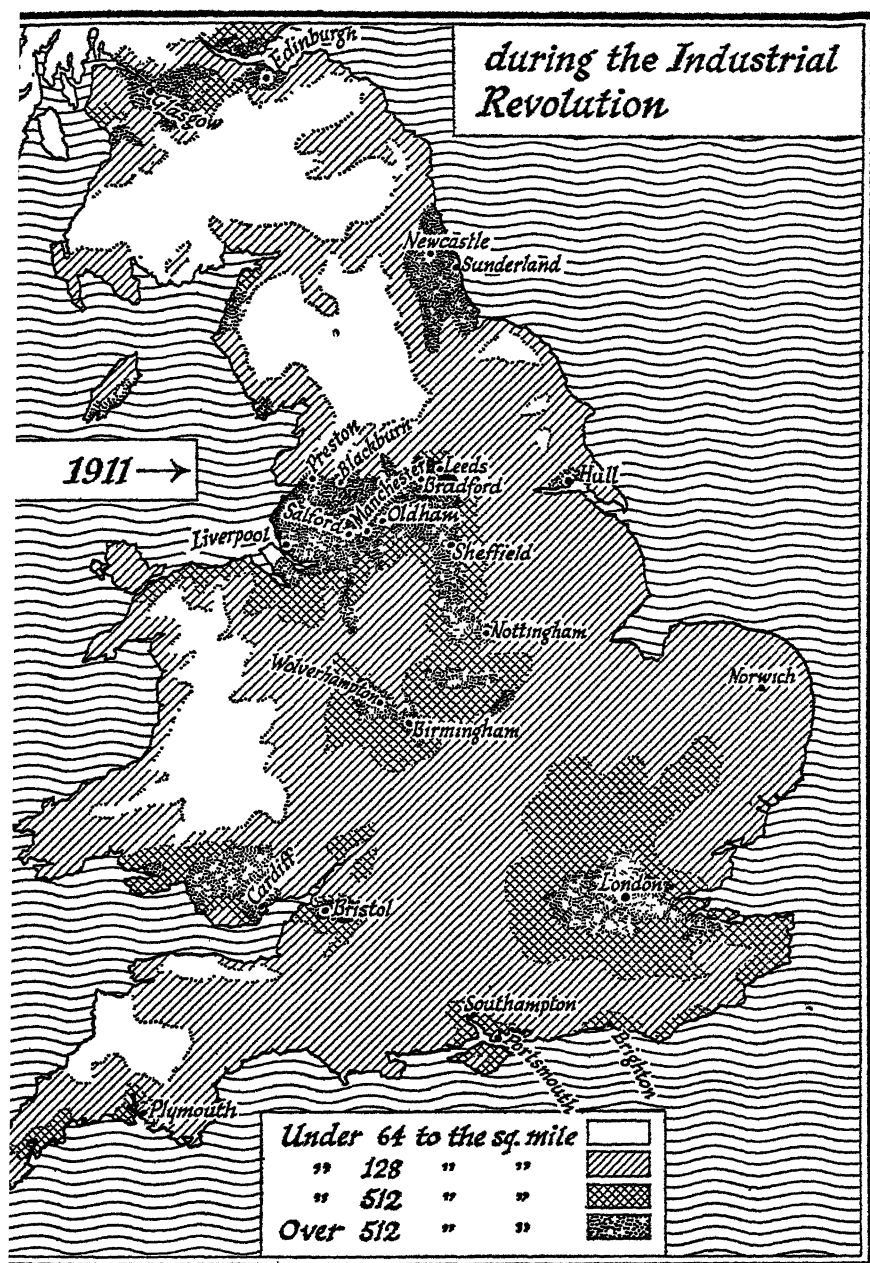 during the Industrial
Revolution
Edinburgh
Glasgow
Newcastle
Sunderland
1911
Preston
Blackburn
Leeds
Bradford
Hull
Manchester
Salford
Oldham
Liverpool
Sheffield
Nottingham
Wolverhampton
Birmingham
Norwich
Cardiff
Bristol
London
Southampton
Portsmouth
Brighton
Plymouth
Under 64 to the sq. mile
" 128 " "
" 512 " "
Over 512 " "